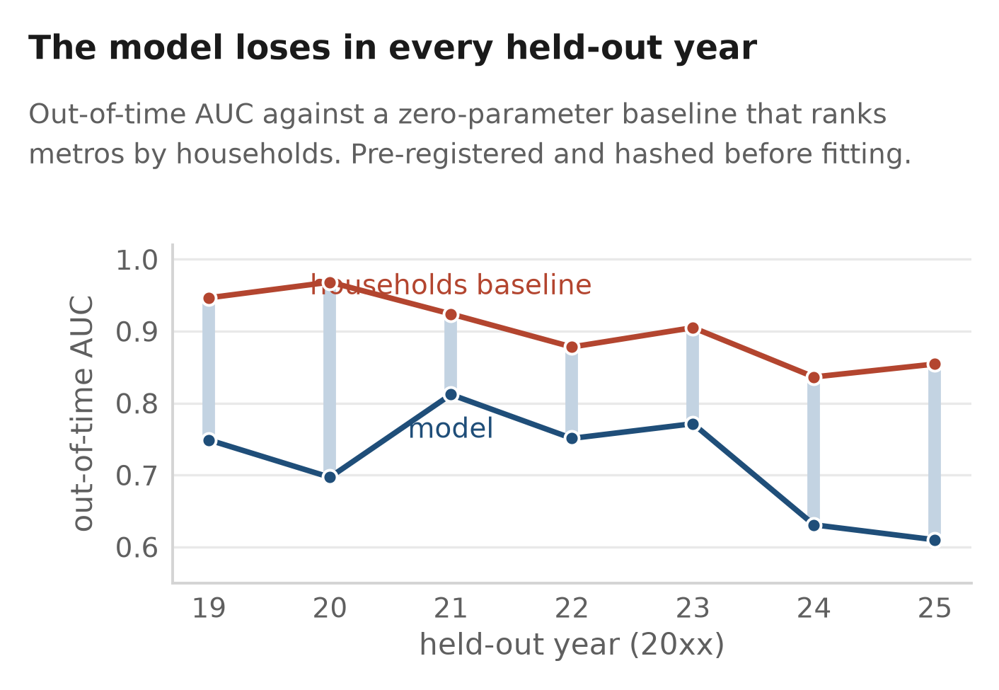 The model loses in every held-out year
Out-of-time AUC against a zero-parameter baseline that ranks
metros by households. Pre-registered and hashed before fitting.
out-of-time AUC
1.0
0.9
0.8
0.7
0.6
households baseline
model
19 20 21 22 23 24 25
held-out year (20xx)